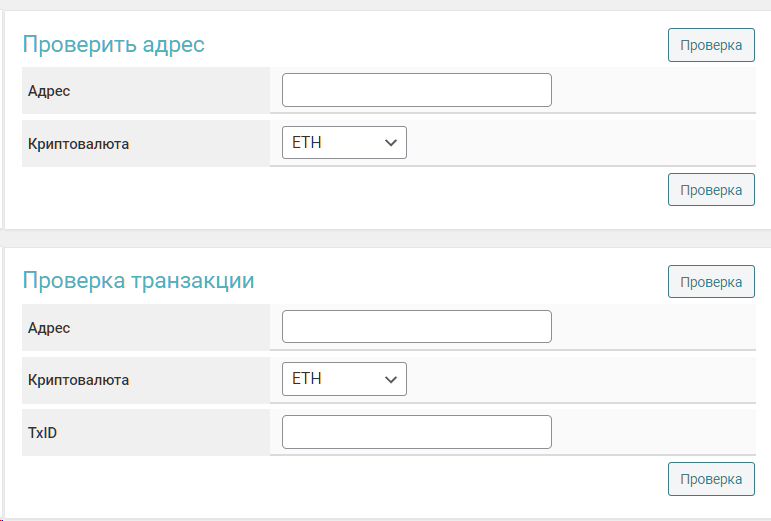 Проверить адрес
Проверка
Адрес
Криптовалюта
ETH
Проверка
Проверка транзакции
Проверка
Адрес
Криптовалюта
ETH
TxID
Проверка